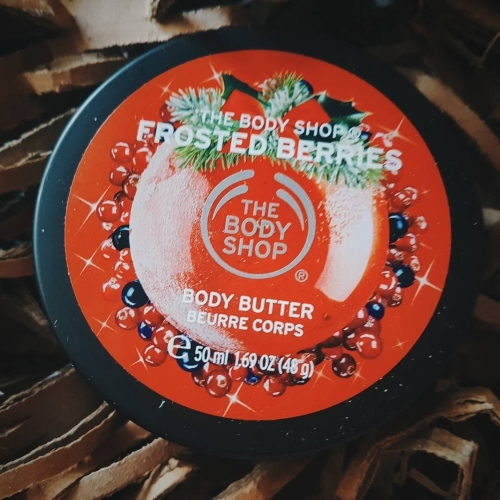 THE BODY SHOP®
FROSTED BERRIES
THE
BODY
SHOP
®
BODY BUTTER
BEURRE CORPS
℮ 50 ml 1.69 OZ (48 g)